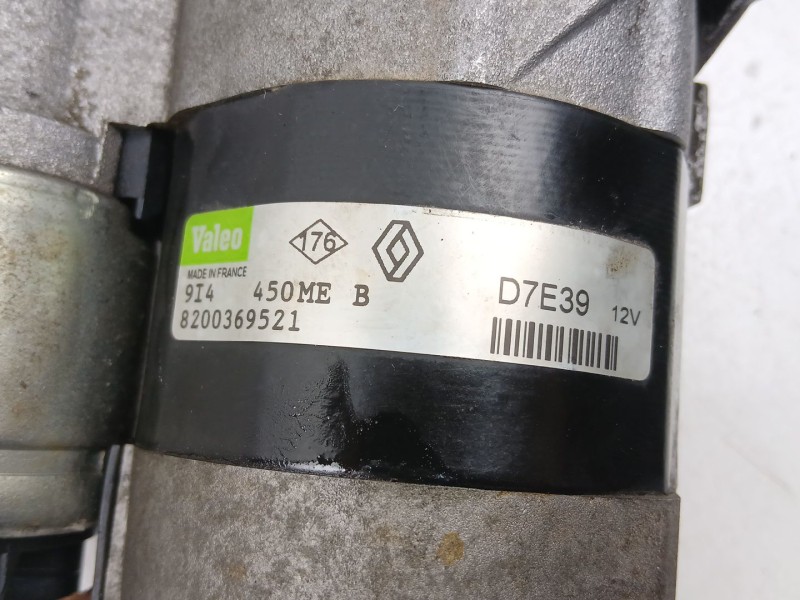 Valeo
176
MADE IN FRANCE
9I4 450ME B
8200369521
D7E39 12V